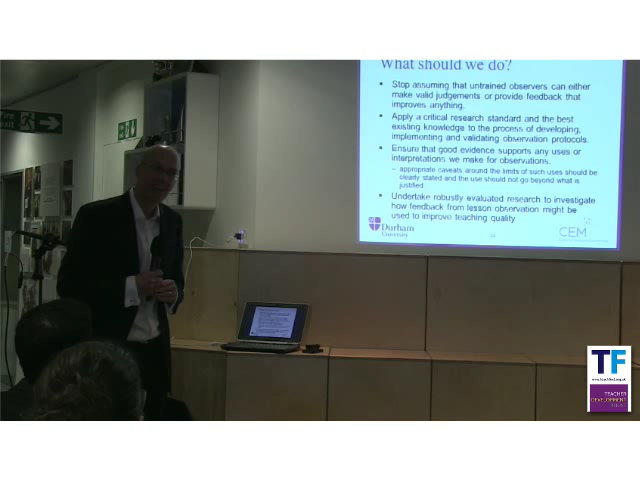 What should we do?
Stop assuming that untrained observers can either
make valid judgements or provide feedback that
improves anything.
Apply a critical research standard and the best
existing knowledge to the process of developing,
implementing and validating observation protocols.
Ensure that good evidence supports any uses or
interpretations we make for observations.
– appropriate caveats around the limits of such uses should be
clearly stated and the use should not go beyond what is
justified
Undertake robustly evaluated research to investigate
how feedback from lesson observation might be
used to improve teaching quality
Durham
University
CEM
Fire
exit
TF
TEACHER
DEVELOPMENT
TRUST